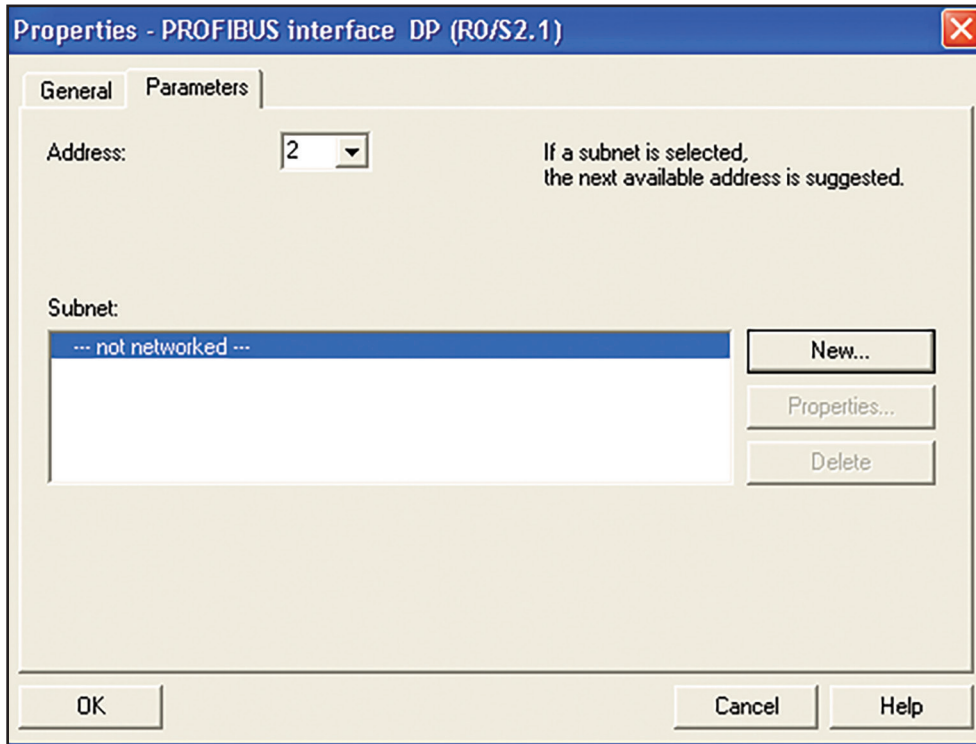 Properties - PROFIBUS interface DP (R0/S2.1)
General
Parameters
Address:
2
If a subnet is selected,
the next available address is suggested.
Subnet:
--- not networked ---
New...
Properties...
Delete
OK
Cancel
Help